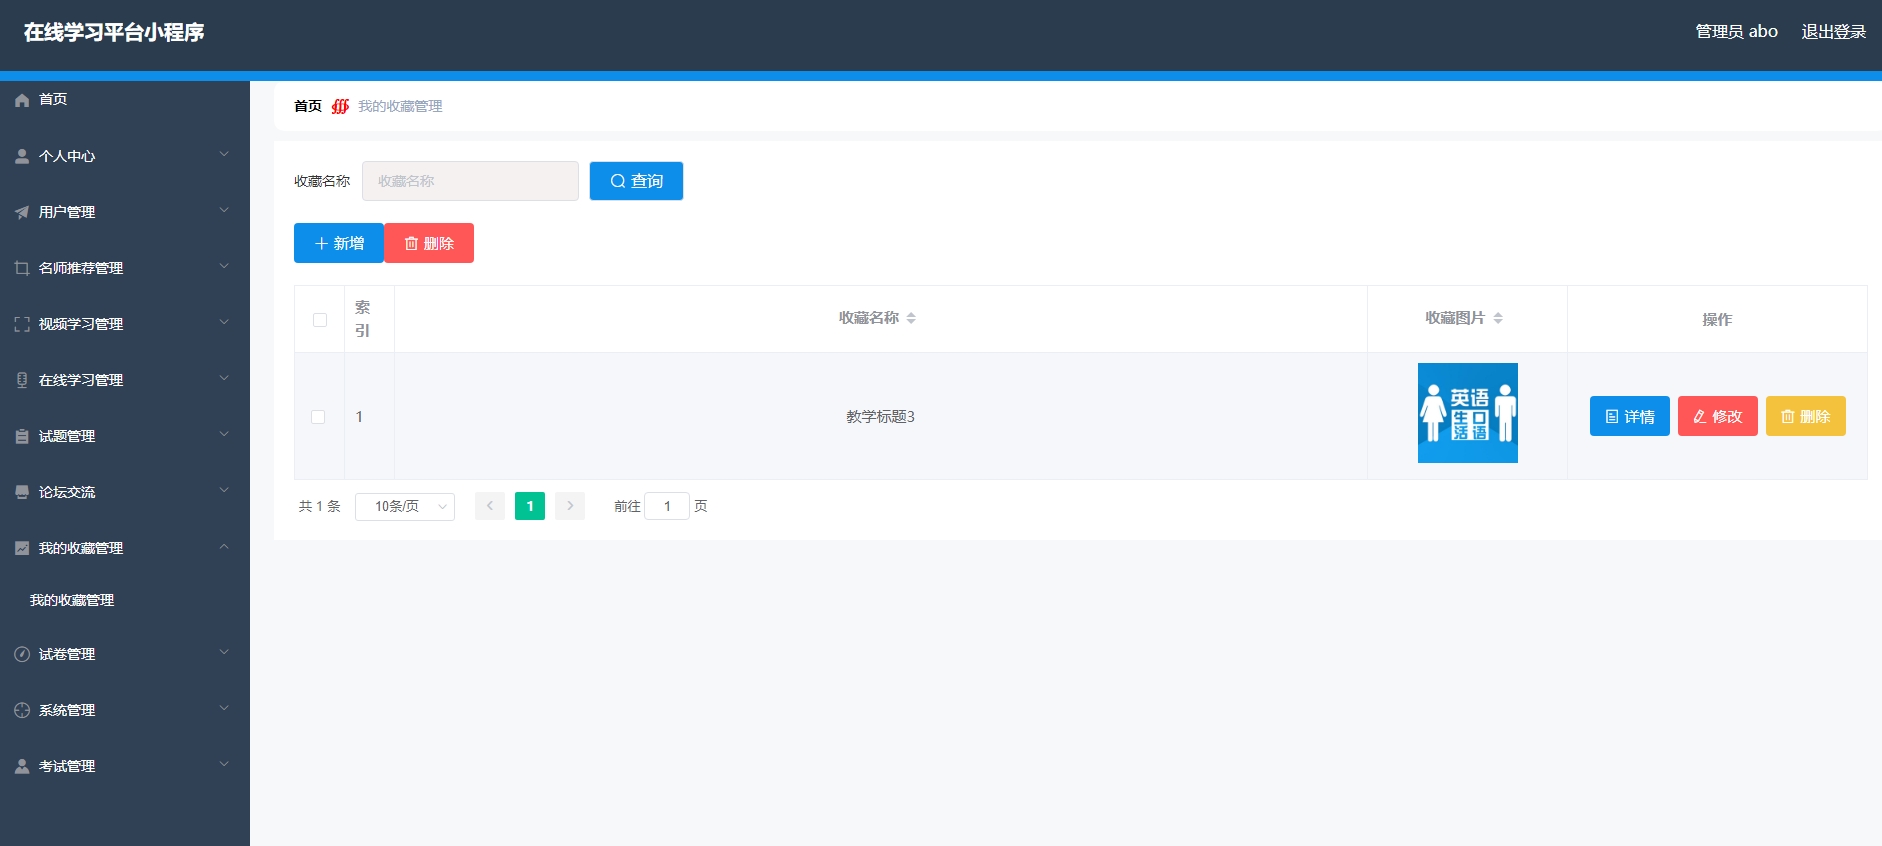 在线学习平台小程序
管理员 abo 退出登录
首页
个人中心
用户管理
名师推荐管理
视频学习管理
在线学习管理
试题管理
论坛交流
我的收藏管理
我的收藏管理
试卷管理
系统管理
考试管理
首页 我的收藏管理
收藏名称 收藏名称 查询
新增 删除
索引 收藏名称 收藏图片 操作
1 教学标题3 详情 修改 删除
英语
生口
活语
共 1 条 10条/页 1 前往 1 页